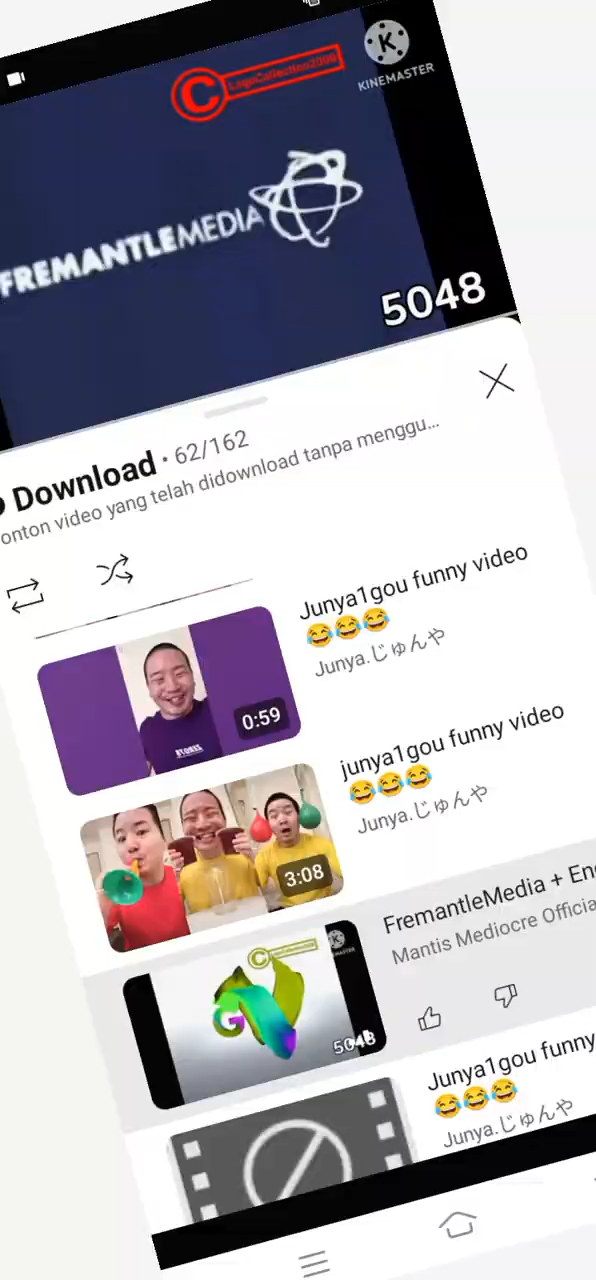 LogoCollection2009
KINEMASTER
FREMANTLEMEDIA
5048
Download · 62/162
onton video yang telah didownload tanpa menggu...
Junya1gou funny video
😂😂😂
Junya.じゅんや
0:59
STORES
junya1gou funny video
😂😂😂
Junya.じゅんや
3:08
FremantleMedia + En
Mantis Mediocre Officia
5048
Junya1gou funny
😂😂😂
Junya.じゅんや